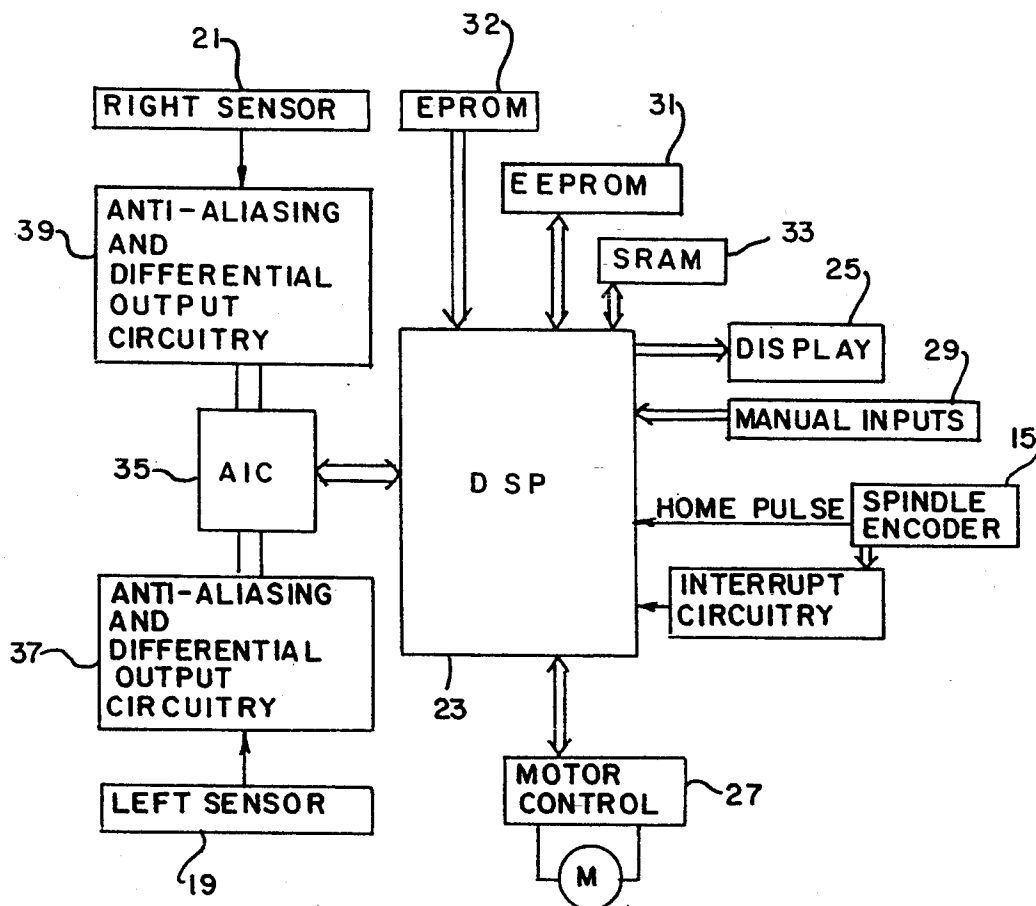 32
21
RIGHT SENSOR
EPROM
31
EEPROM
ANTI-ALIASING
AND
DIFFERENTIAL
OUTPUT
CIRCUITRY
39
33
SRAM
25
DISPLAY
29
MANUAL INPUTS
35
AIC
DSP
15
HOME PULSE
SPINDLE
ENCODER
INTERRUPT
CIRCUITRY
ANTI-ALIASING
AND
DIFFERENTIAL
OUTPUT
CIRCUITRY
37
23
MOTOR
CONTROL
27
LEFT SENSOR
19
M